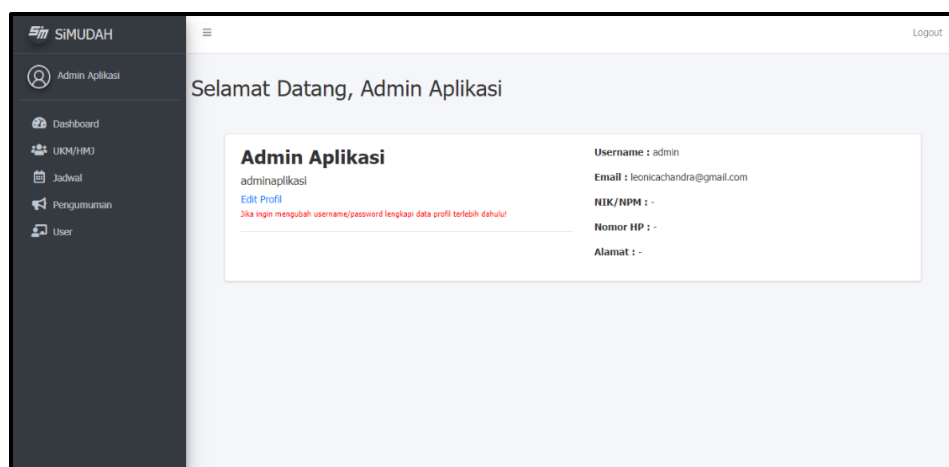 Sm SiMUDAH
Logout
Admin Aplikasi
Selamat Datang, Admin Aplikasi
Dashboard
UKM/HMJ
Jadwal
Pengumuman
User
Admin Aplikasi
adminaplikasi
Edit Profil
Jika ingin mengubah username/password lengkapi data profil terlebih dahulu!
Username : admin
Email : leonicachandra@gmail.com
NIK/NPM : -
Nomor HP : -
Alamat : -